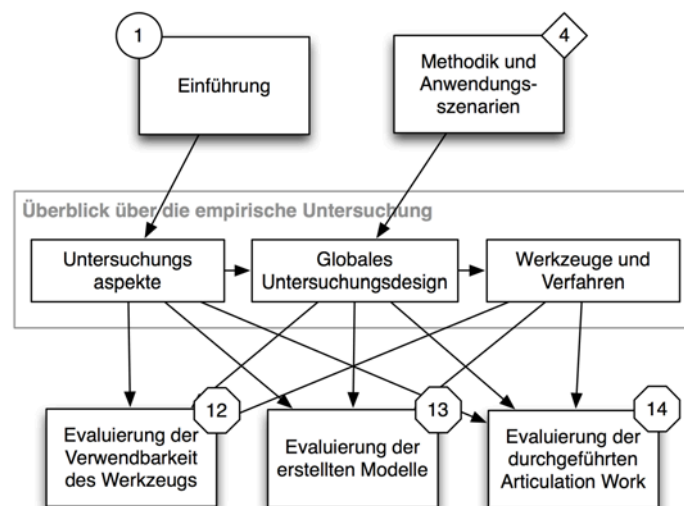 1
Einführung
4
Methodik und
Anwendungs-
szenarien
Überblick über die empirische Untersuchung
Untersuchungs
aspekte
Globales
Untersuchungsdesign
Werkzeuge und
Verfahren
12
Evaluierung der
Verwendbarkeit
des Werkzeugs
13
Evaluierung der
erstellten Modelle
14
Evaluierung der
durchgeführten
Articulation Work